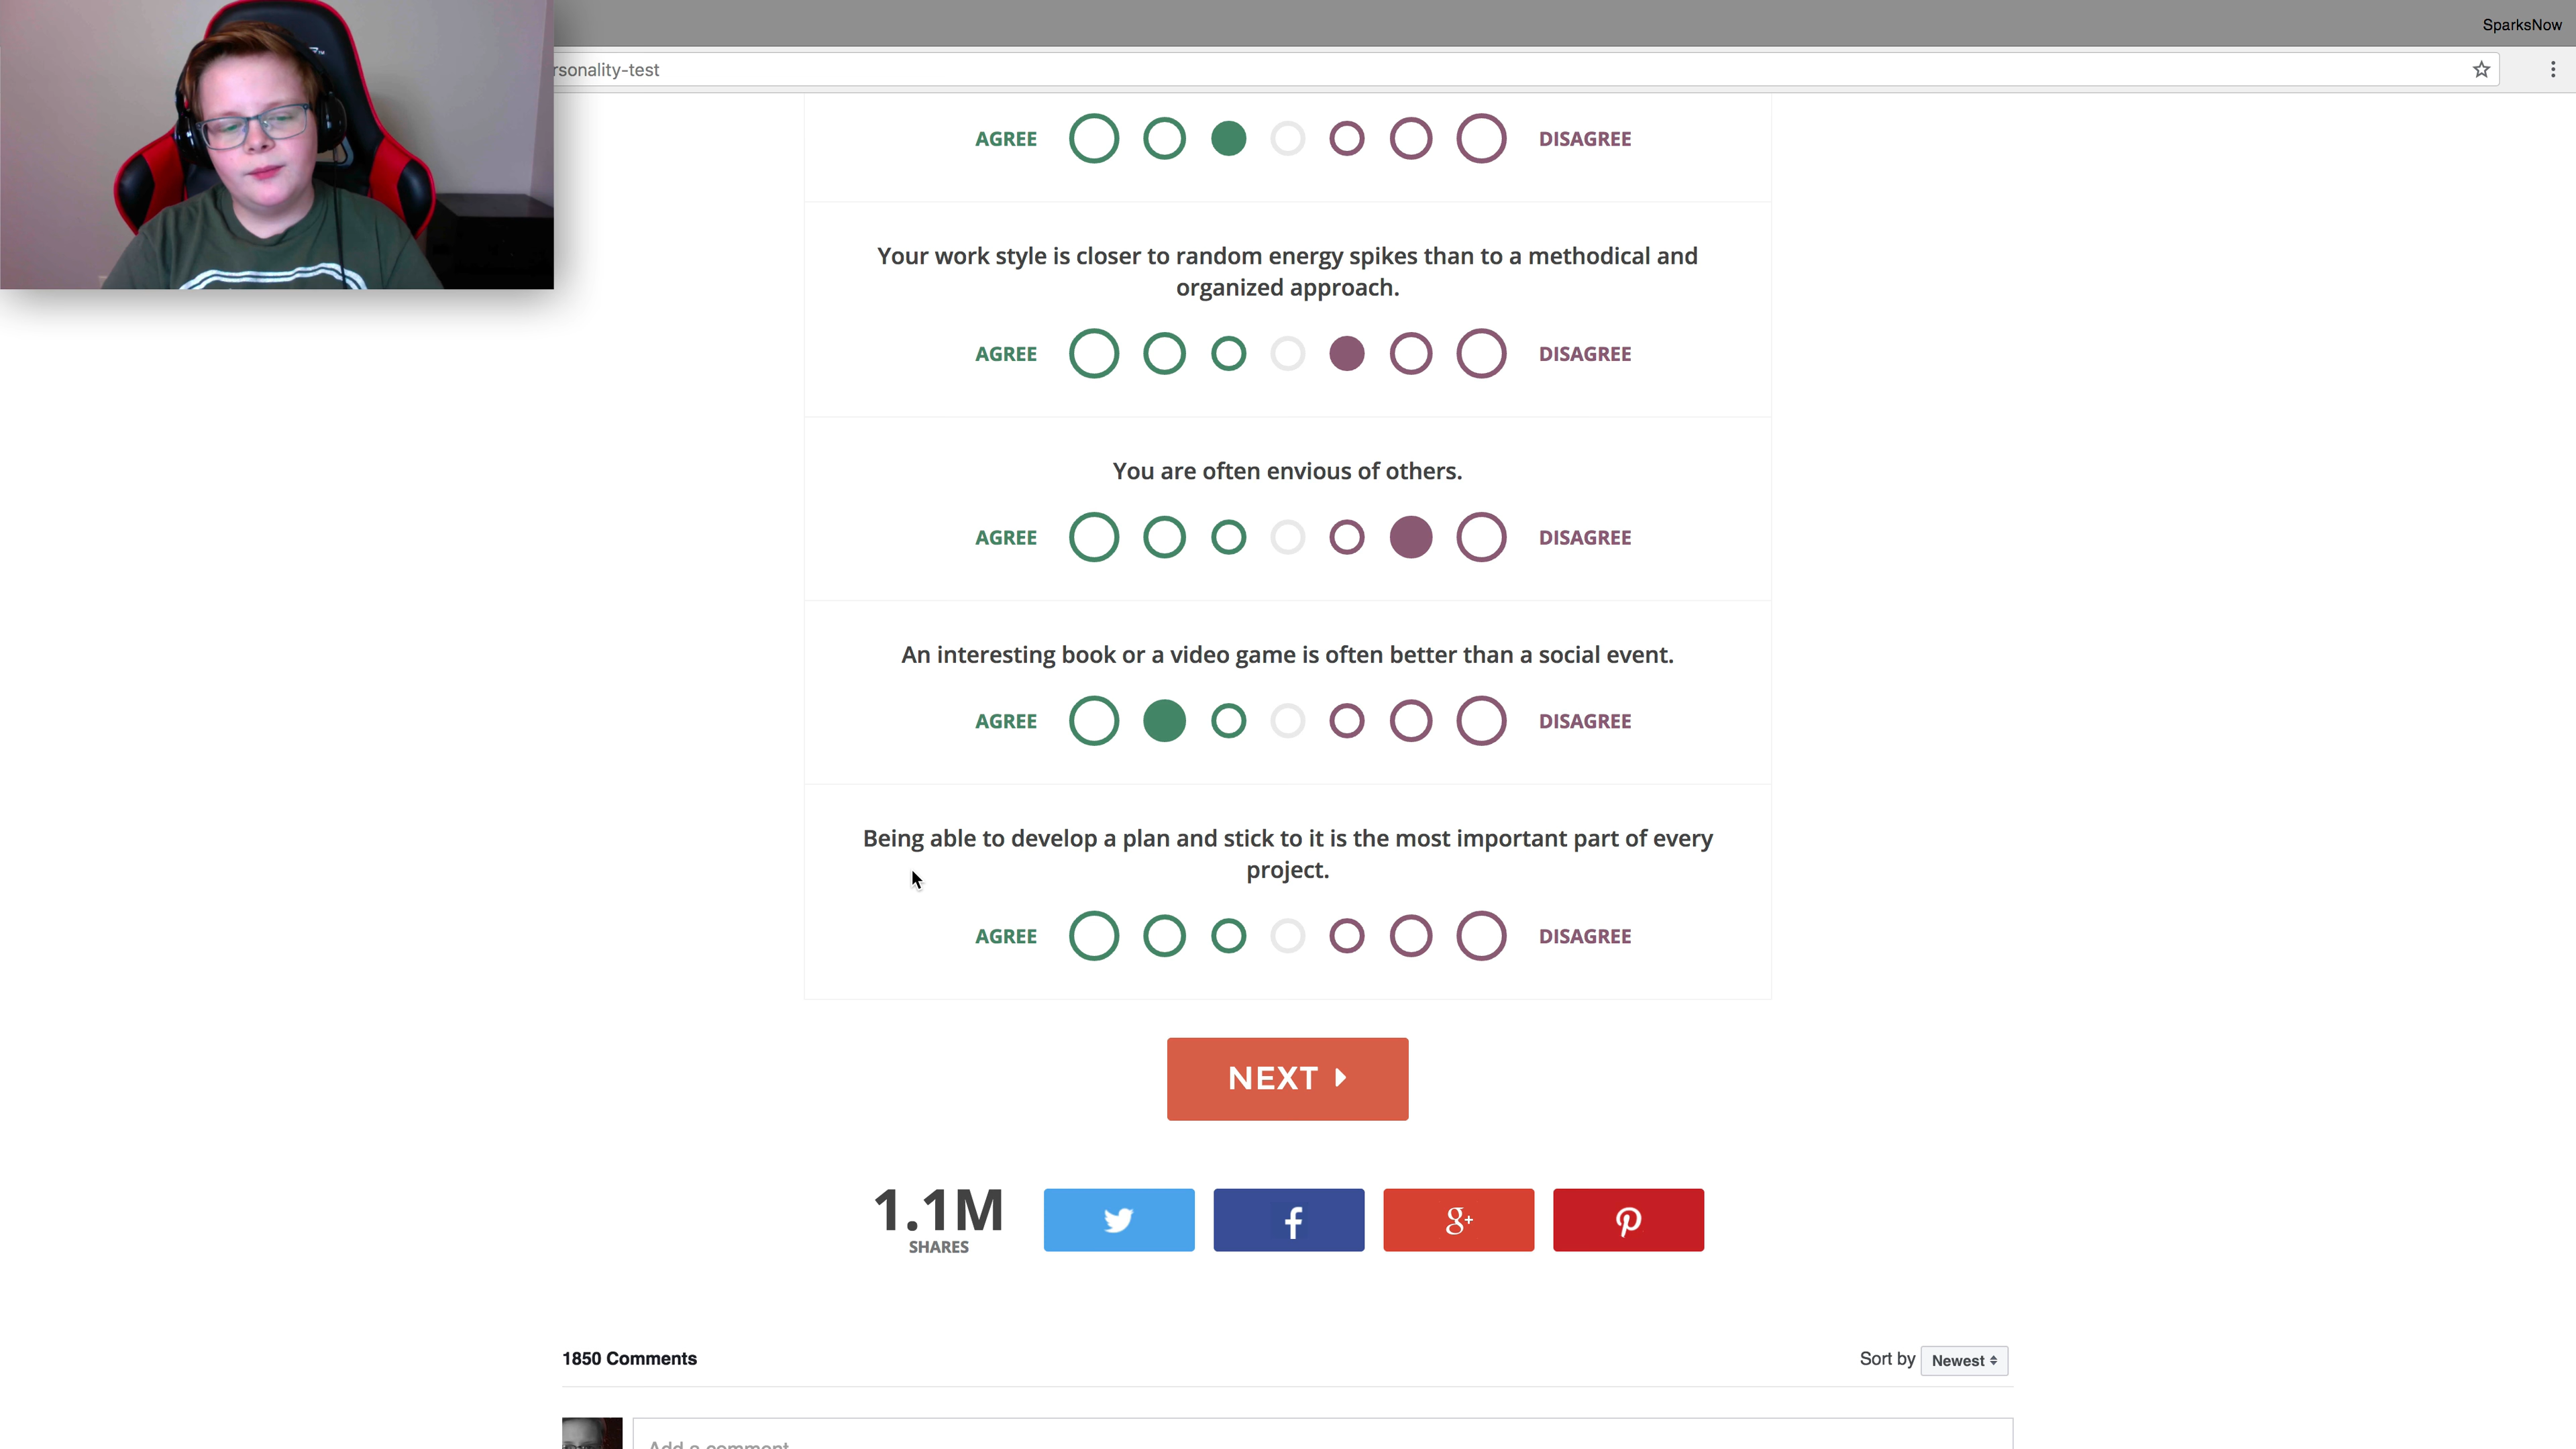 SparksNow
rsonality-test
AGREE DISAGREE
Your work style is closer to random energy spikes than to a methodical and
organized approach.
AGREE DISAGREE
You are often envious of others.
AGREE DISAGREE
An interesting book or a video game is often better than a social event.
AGREE DISAGREE
Being able to develop a plan and stick to it is the most important part of every
project.
AGREE DISAGREE
NEXT
1.1M
SHARES
g+
1850 Comments
Sort by Newest
Add a comment